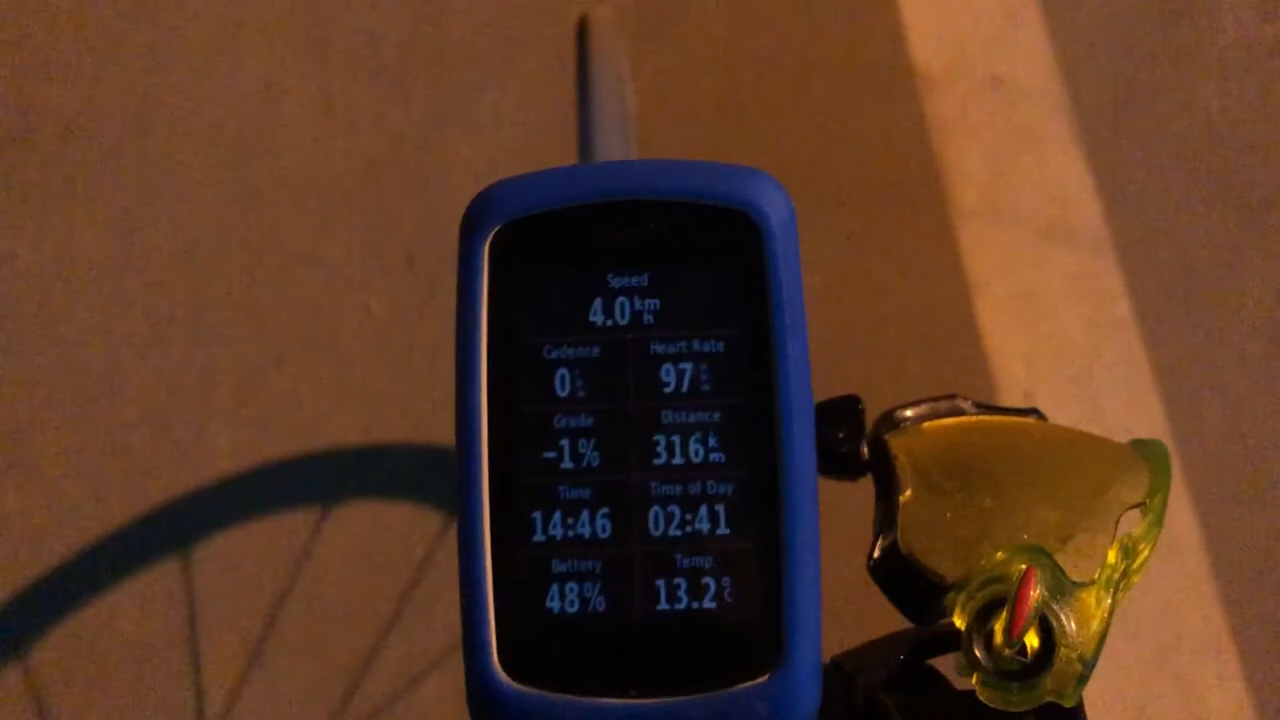 Speed
4.0 km h
Cadence Heart Rate
0 97
Grade Distance
-1% 316 km
Time Time of Day
14:46 02:41
Battery Temp.
48% 13.2 °C